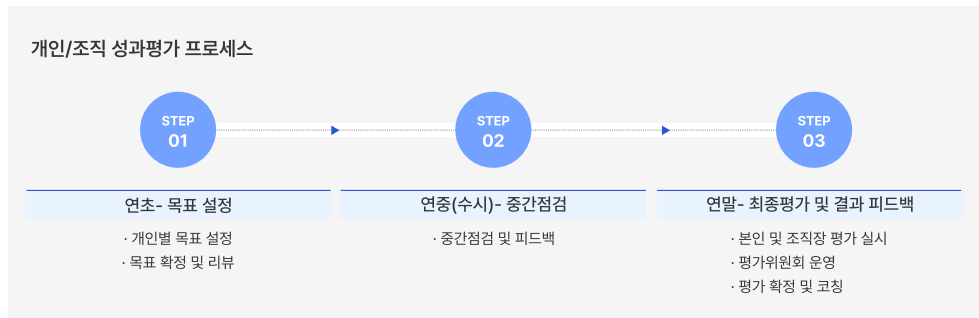 개인/조직 성과평가 프로세스
STEP
01
STEP
02
STEP
03
연초- 목표 설정
· 개인별 목표 설정
· 목표 확정 및 리뷰
연중(수시)- 중간점검
· 중간점검 및 피드백
연말- 최종평가 및 결과 피드백
· 본인 및 조직장 평가 실시
· 평가위원회 운영
· 평가 확정 및 코칭